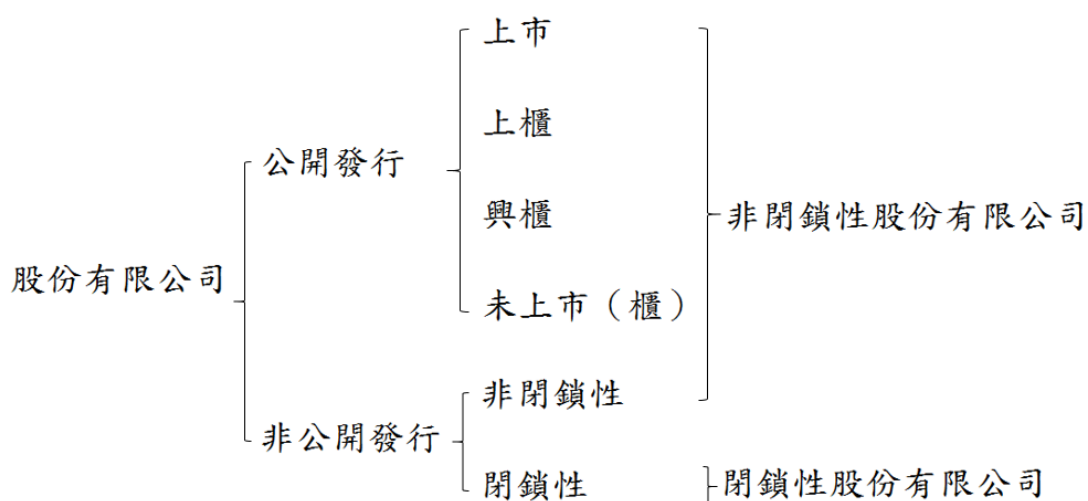 股份有限公司
公開發行
上市
上櫃
興櫃
未上市（櫃）
非公開發行
非閉鎖性
閉鎖性
非閉鎖性股份有限公司
閉鎖性股份有限公司